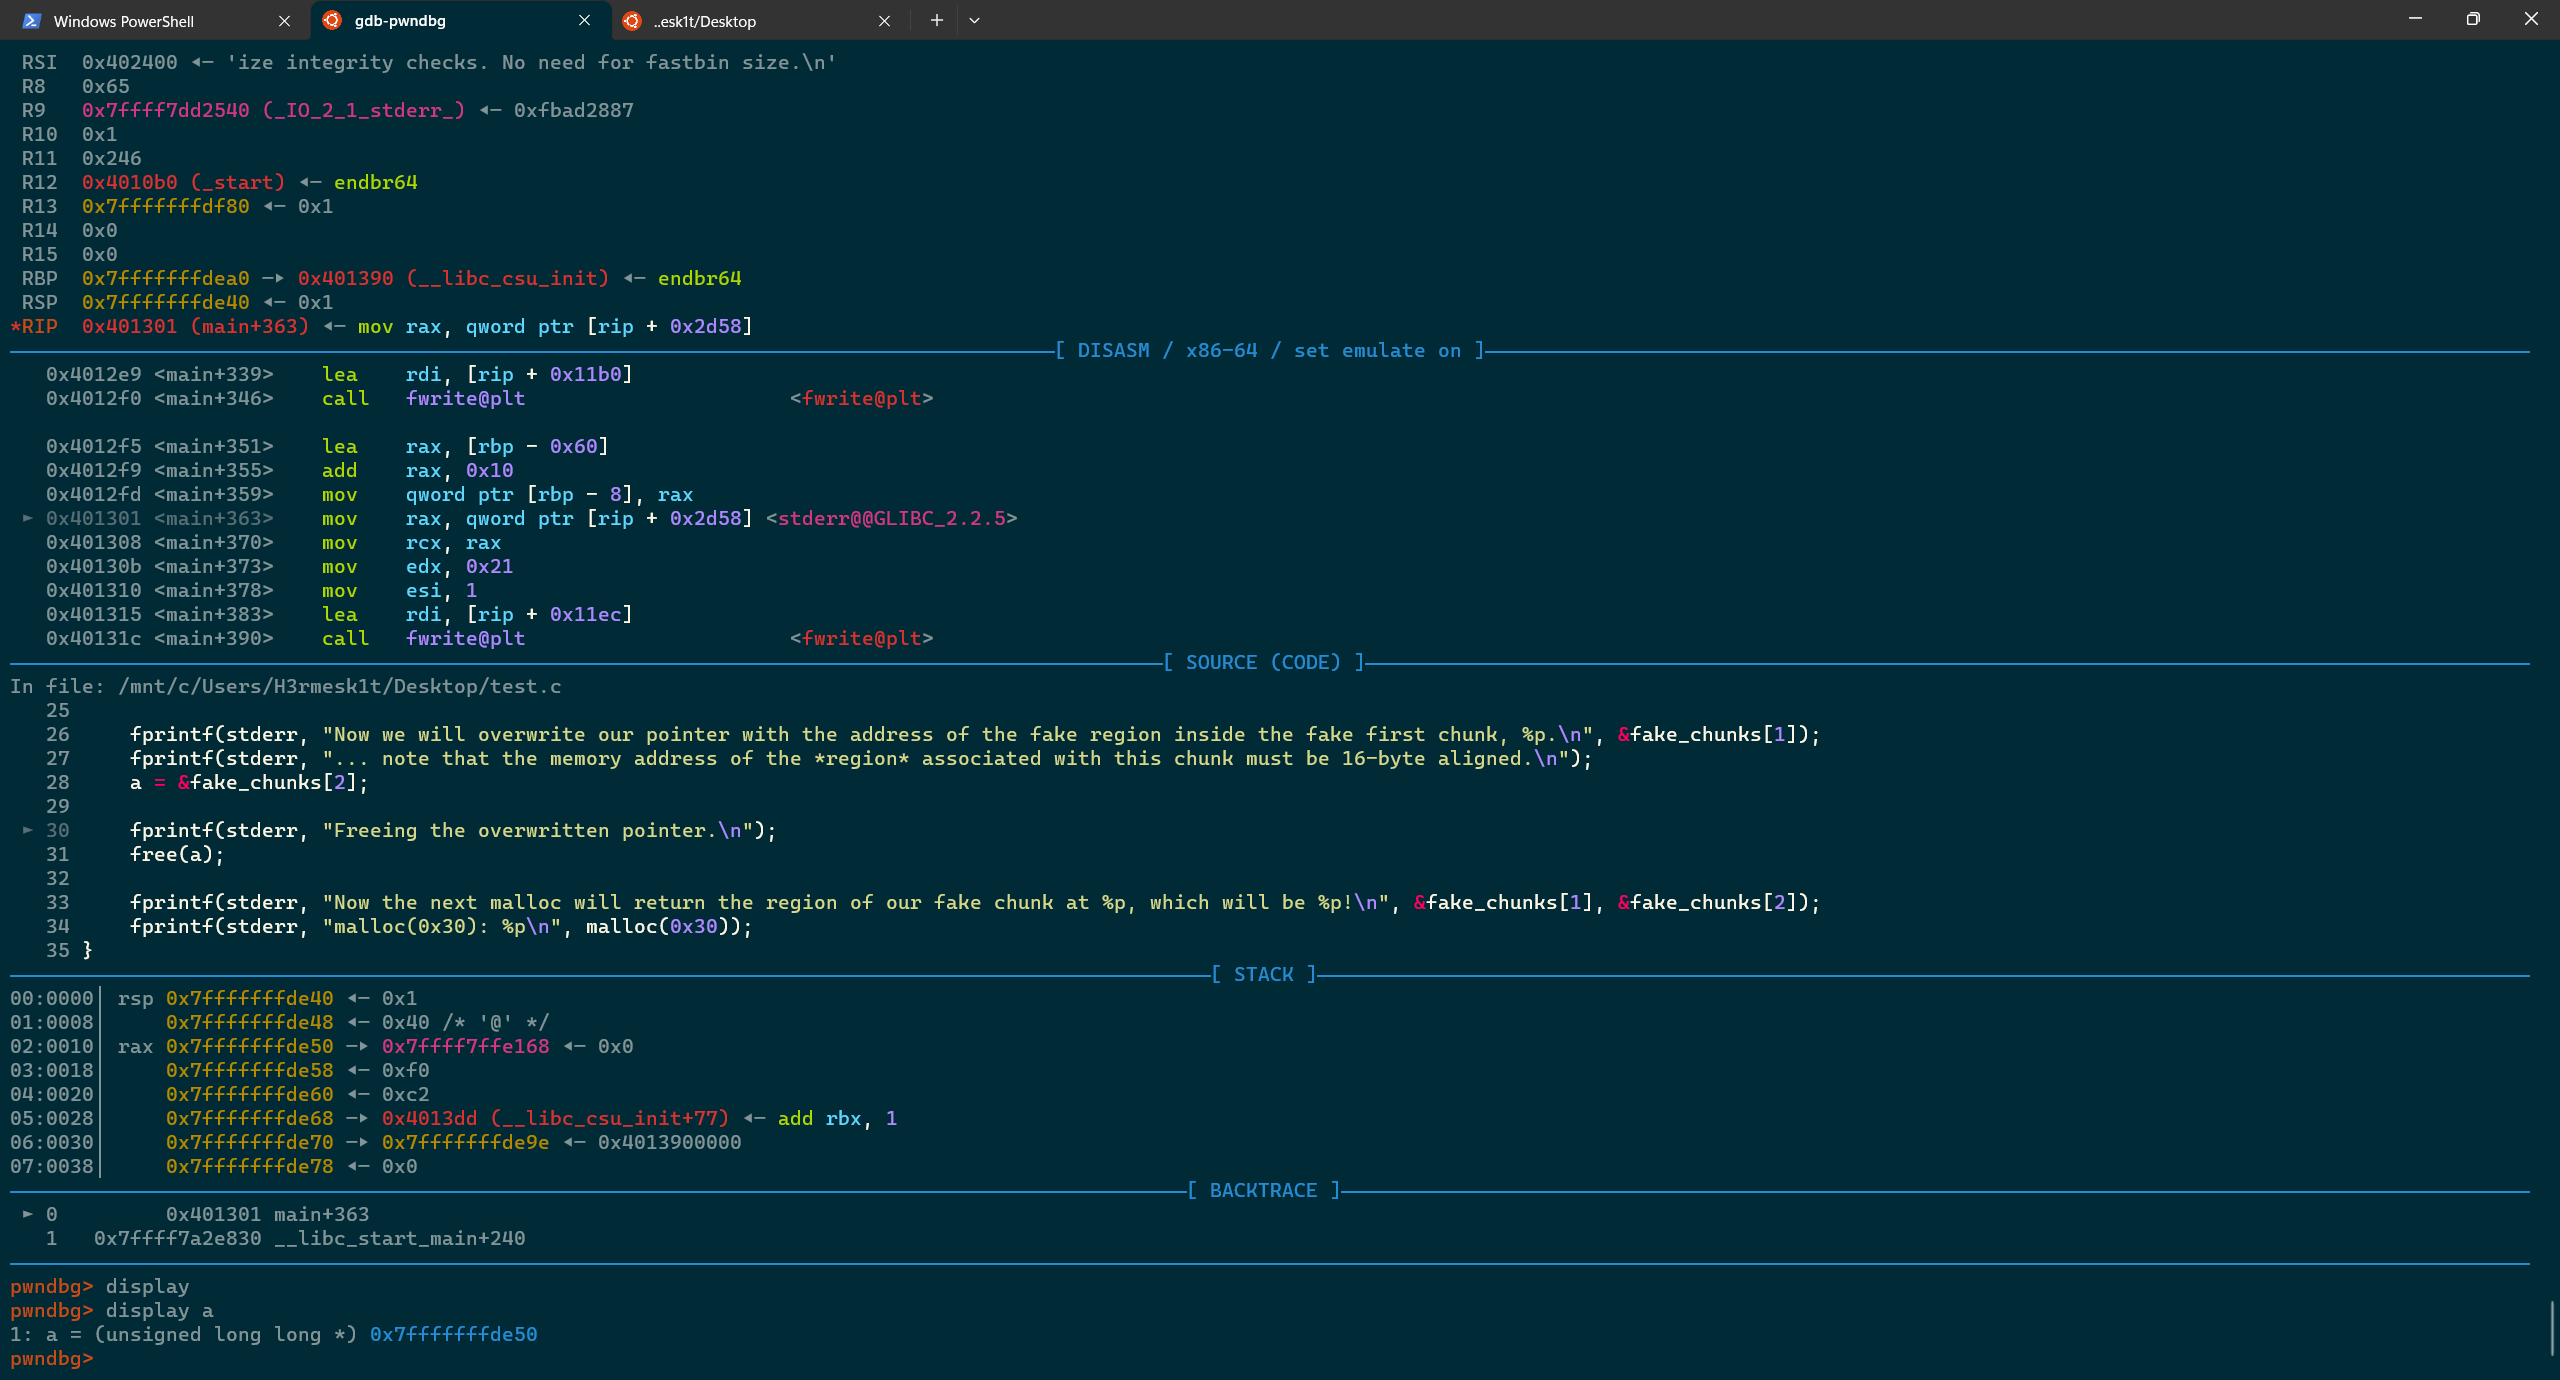 Windows PowerShell
gdb-pwndbg
..esk1t/Desktop
RSI  0x402400 ◂— 'ize integrity checks. No need for fastbin size.\n'
R8   0x65
R9   0x7ffff7dd2540 (_IO_2_1_stderr_) ◂— 0xfbad2887
R10  0x1
R11  0x246
R12  0x4010b0 (_start) ◂— endbr64
R13  0x7fffffffdf80 ◂— 0x1
R14  0x0
R15  0x0
RBP  0x7fffffffdea0 —▸ 0x401390 (__libc_csu_init) ◂— endbr64
RSP  0x7fffffffde40 ◂— 0x1
*RIP  0x401301 (main+363) ◂— mov rax, qword ptr [rip + 0x2d58]
[ DISASM / x86-64 / set emulate on ]
0x4012e9 <main+339>    lea    rdi, [rip + 0x11b0]
0x4012f0 <main+346>    call   fwrite@plt                      <fwrite@plt>
0x4012f5 <main+351>    lea    rax, [rbp - 0x60]
0x4012f9 <main+355>    add    rax, 0x10
0x4012fd <main+359>    mov    qword ptr [rbp - 8], rax
► 0x401301 <main+363>    mov    rax, qword ptr [rip + 0x2d58] <stderr@@GLIBC_2.2.5>
0x401308 <main+370>    mov    rcx, rax
0x40130b <main+373>    mov    edx, 0x21
0x401310 <main+378>    mov    esi, 1
0x401315 <main+383>    lea    rdi, [rip + 0x11ec]
0x40131c <main+390>    call   fwrite@plt                      <fwrite@plt>
[ SOURCE (CODE) ]
In file: /mnt/c/Users/H3rmesk1t/Desktop/test.c
25
26     fprintf(stderr, "Now we will overwrite our pointer with the address of the fake region inside the fake first chunk, %p.\n", &fake_chunks[1]);
27     fprintf(stderr, "... note that the memory address of the *region* associated with this chunk must be 16-byte aligned.\n");
28     a = &fake_chunks[2];
29
► 30     fprintf(stderr, "Freeing the overwritten pointer.\n");
31     free(a);
32
33     fprintf(stderr, "Now the next malloc will return the region of our fake chunk at %p, which will be %p!\n", &fake_chunks[1], &fake_chunks[2]);
34     fprintf(stderr, "malloc(0x30): %p\n", malloc(0x30));
35 }
[ STACK ]
00:0000│ rsp 0x7fffffffde40 ◂— 0x1
01:0008│     0x7fffffffde48 ◂— 0x40 /* '@' */
02:0010│ rax 0x7fffffffde50 —▸ 0x7ffff7ffe168 ◂— 0x0
03:0018│     0x7fffffffde58 ◂— 0xf0
04:0020│     0x7fffffffde60 ◂— 0xc2
05:0028│     0x7fffffffde68 —▸ 0x4013dd (__libc_csu_init+77) ◂— add rbx, 1
06:0030│     0x7fffffffde70 —▸ 0x7fffffffde9e ◂— 0x4013900000
07:0038│     0x7fffffffde78 ◂— 0x0
[ BACKTRACE ]
► 0         0x401301 main+363
1   0x7ffff7a2e830 __libc_start_main+240
pwndbg> display
pwndbg> display a
1: a = (unsigned long long *) 0x7fffffffde50
pwndbg>